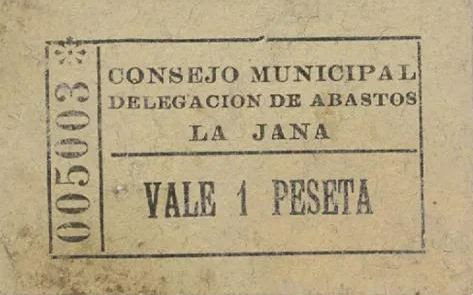 005003 *
CONSEJO MUNICIPAL
DELEGACION DE ABASTOS
LA JANA
VALE 1 PESETA